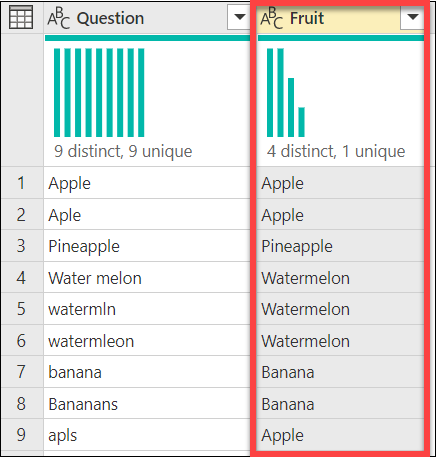 ABC Question ABC Fruit
9 distinct, 9 unique 4 distinct, 1 unique
1 Apple Apple
2 Aple Apple
3 Pineapple Pineapple
4 Water melon Watermelon
5 watermln Watermelon
6 watermleon Watermelon
7 banana Banana
8 Bananans Banana
9 apls Apple